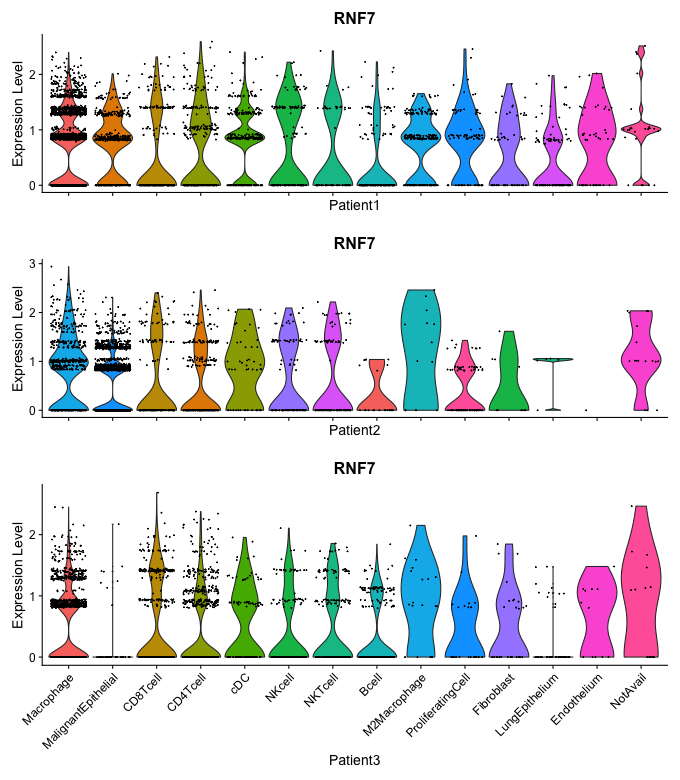 RNF7
Expression Level
2
1
0
Patient1
RNF7
Expression Level
3
2
1
0
Patient2
RNF7
Expression Level
2
1
0
Macrophage
MalignantEpithelial
CD8Tcell
CD4Tcell
cDC
NKcell
NKTcell
Bcell
M2Macrophage
ProliferatingCell
Fibroblast
LungEpithelium
Endothelium
NotAvail
Patient3